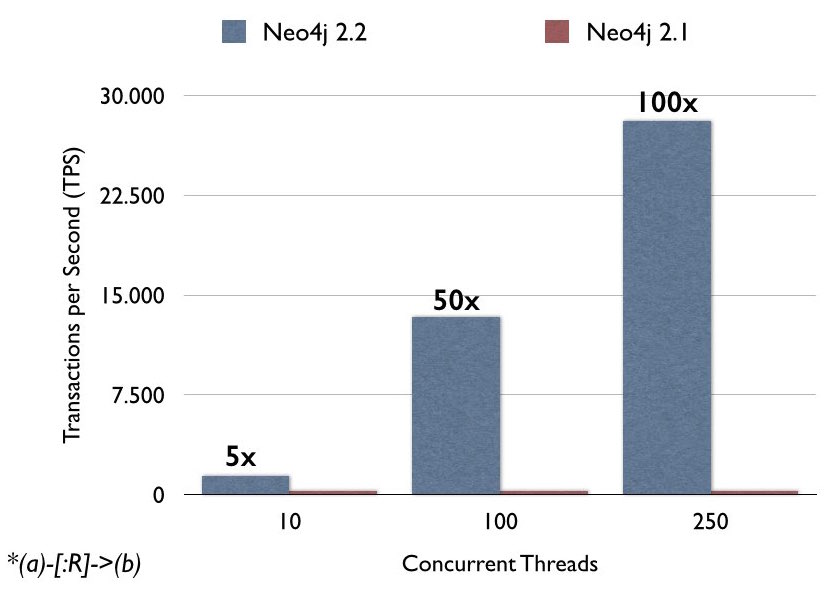 Neo4j 2.2 Neo4j 2.1
30.000
22.500
15.000
7.500
0
Transactions per Second (TPS)
5x
50x
100x
10 100 250
Concurrent Threads
*(a)-[:R]->(b)